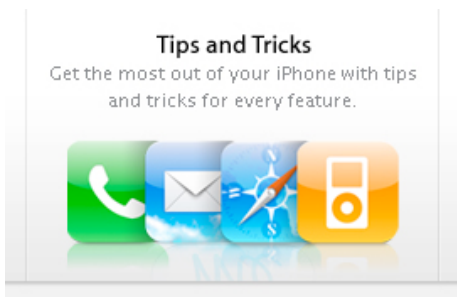 Tips and Tricks
Get the most out of your iPhone with tips
and tricks for every feature.